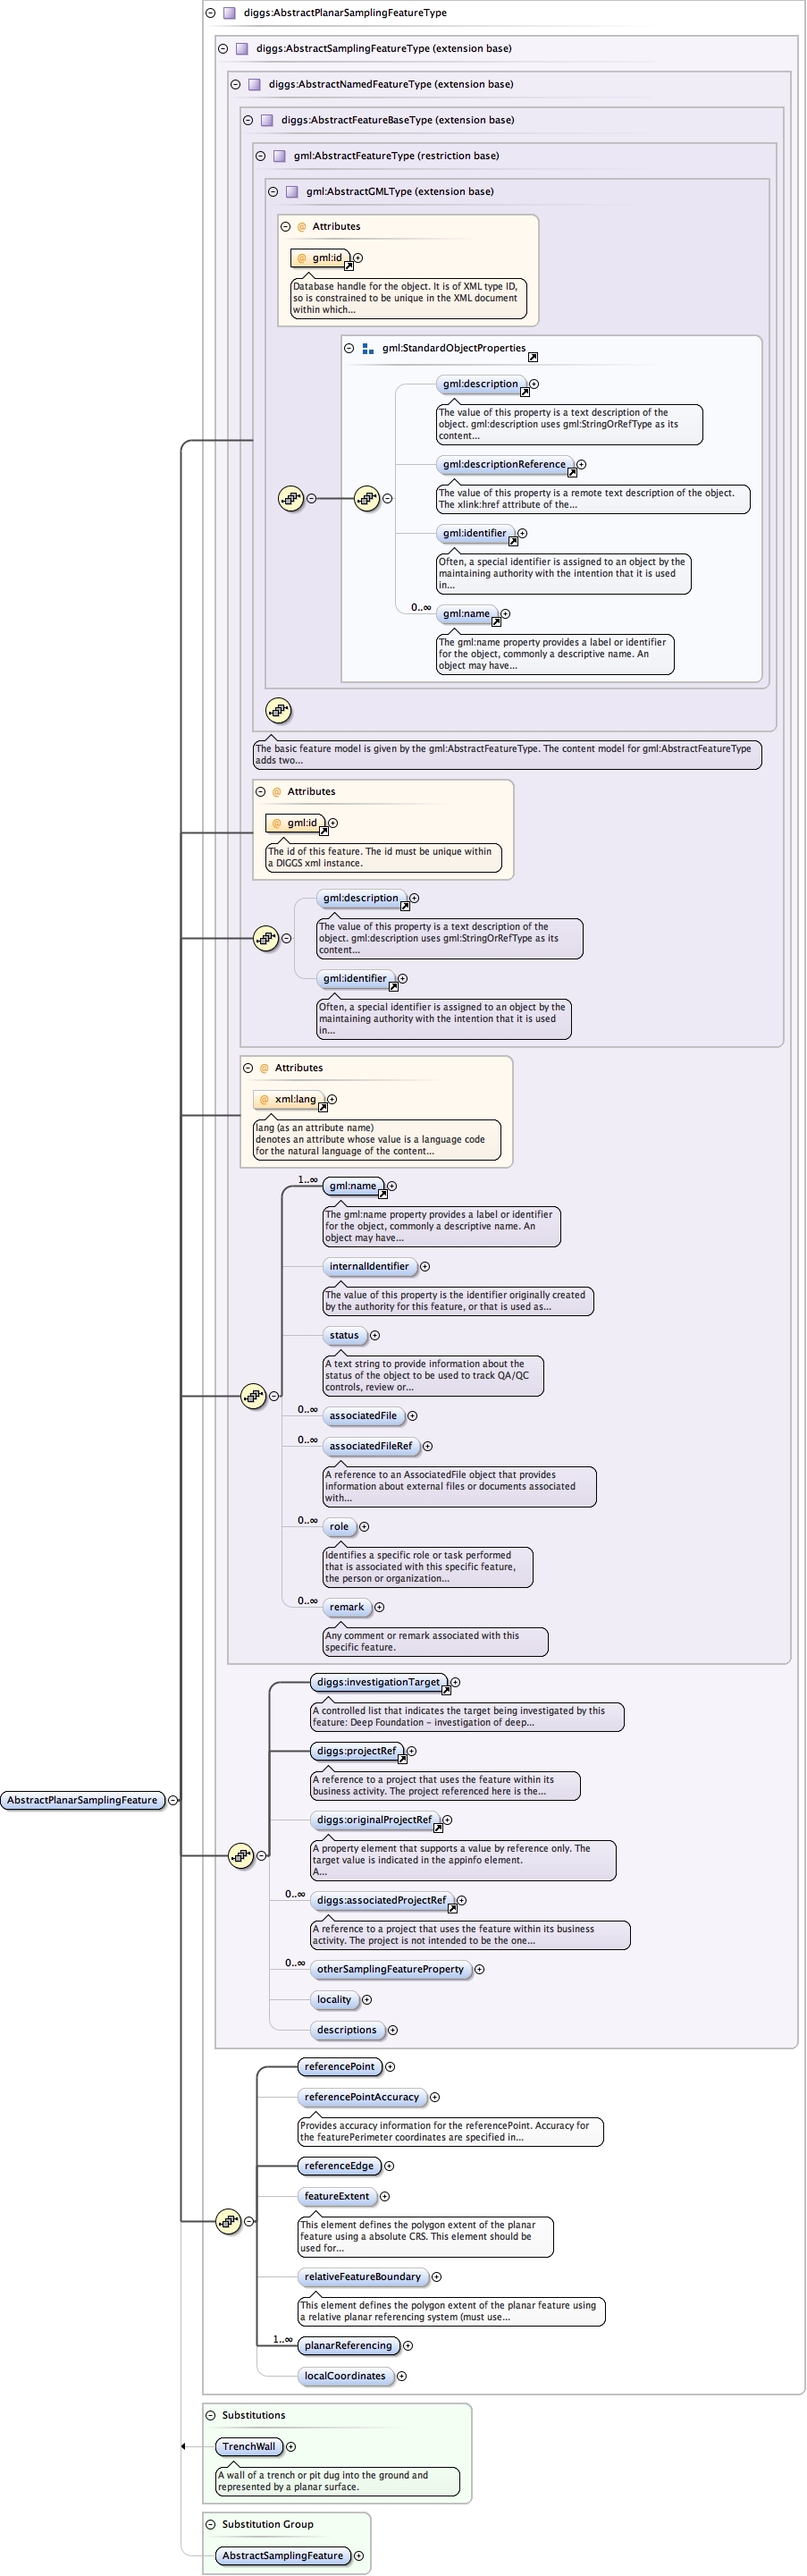 diggs:AbstractPlanarSamplingFeatureType
diggs:AbstractSamplingFeatureType (extension base)
diggs:AbstractNamedFeatureType (extension base)
diggs:AbstractFeatureBaseType (extension base)
gml:AbstractFeatureType (restriction base)
gml:AbstractGMLType (extension base)
@ Attributes
@ gml:id
Database handle for the object. It is of XML type ID,
so is constrained to be unique in the XML document
within which...
gml:StandardObjectProperties
gml:description
The value of this property is a text description of the
object. gml:description uses gml:StringOrRefType as its
content...
gml:descriptionReference
The value of this property is a remote text description of the object.
The xlink:href attribute of the...
gml:identifier
Often, a special identifier is assigned to an object by the
maintaining authority with the intention that it is used
in...
0..∞ gml:name
The gml:name property provides a label or identifier
for the object, commonly a descriptive name. An
object may have...
The basic feature model is given by the gml:AbstractFeatureType. The content model for gml:AbstractFeatureType
adds two...
@ Attributes
@ gml:id
The id of this feature. The id must be unique within
a DIGGS xml instance.
gml:description
The value of this property is a text description of the
object. gml:description uses gml:StringOrRefType as its
content...
gml:identifier
Often, a special identifier is assigned to an object by the
maintaining authority with the intention that it is used
in...
@ Attributes
@ xml:lang
lang (as an attribute name)
denotes an attribute whose value is a language code
for the natural language of the content...
1..∞ gml:name
The gml:name property provides a label or identifier
for the object, commonly a descriptive name. An
object may have...
internalIdentifier
The value of this property is the identifier originally created
by the authority for this feature, or that is used as...
status
A text string to provide information about the
status of the object to be used to track QA/QC
controls, review or...
0..∞ associatedFile
0..∞ associatedFileRef
A reference to an AssociatedFile object that provides
information about external files or documents associated
with...
0..∞ role
Identifies a specific role or task performed
that is associated with this specific feature,
the person or organization...
0..∞ remark
Any comment or remark associated with this
specific feature.
diggs:investigationTarget
A controlled list that indicates the target being investigated by this
feature: Deep Foundation - investigation of deep...
diggs:projectRef
A reference to a project that uses the feature within its
business activity. The project referenced here is the...
AbstractPlanarSamplingFeature
diggs:originalProjectRef
A property element that supports a value by reference only. The
target value is indicated in the appinfo element.
A...
0..∞ diggs:associatedProjectRef
A reference to a project that uses the feature within its business
activity. The project is not intended to be the one...
0..∞ otherSamplingFeatureProperty
locality
descriptions
referencePoint
referencePointAccuracy
Provides accuracy information for the referencePoint. Accuracy for
the featurePerimeter coordinates are specified in...
referenceEdge
featureExtent
This element defines the polygon extent of the planar
feature using a absolute CRS. This element should be
used for...
relativeFeatureBoundary
This element defines the polygon extent of the planar feature using
a relative planar referencing system (must use...
1..∞ planarReferencing
localCoordinates
Substitutions
TrenchWall
A wall of a trench or pit dug into the ground and
represented by a planar surface.
Substitution Group
AbstractSamplingFeature